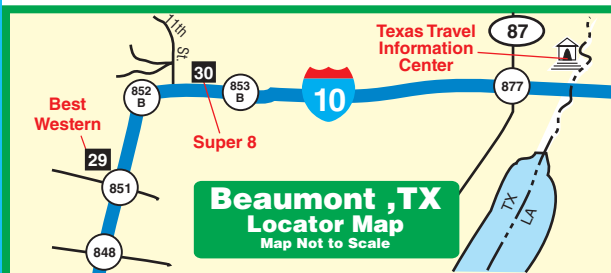 11th
St.
87
Texas Travel
Information
Center
30
852
B
853
B
10
877
Best
Western
Super 8
29
851
Beaumont ,TX
Locator Map
Map Not to Scale
TX
LA
848